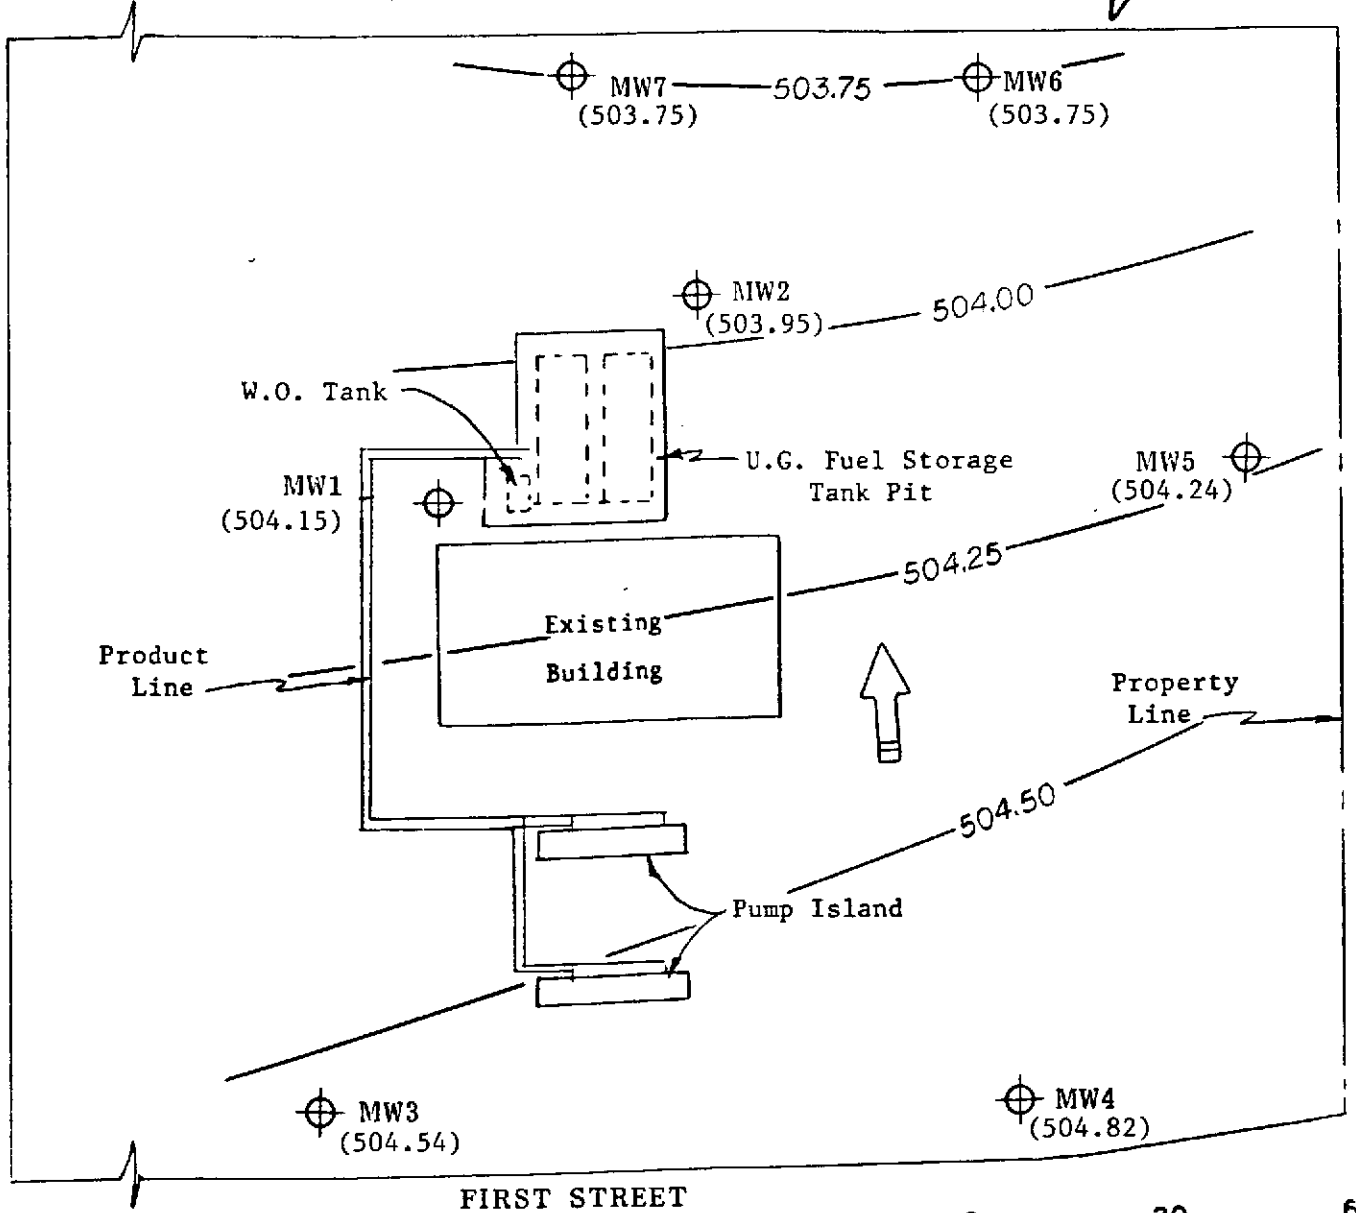 MW7
(503.75)
503.75
MW6
(503.75)
MW2
(503.95)
504.00
W.O. Tank
U.G. Fuel Storage
Tank Pit
MW1
(504.15)
MW5
(504.24)
504.25
Existing
Building
Product
Line
Property
Line
504.50
Pump Island
MW3
(504.54)
MW4
(504.82)
FIRST STREET